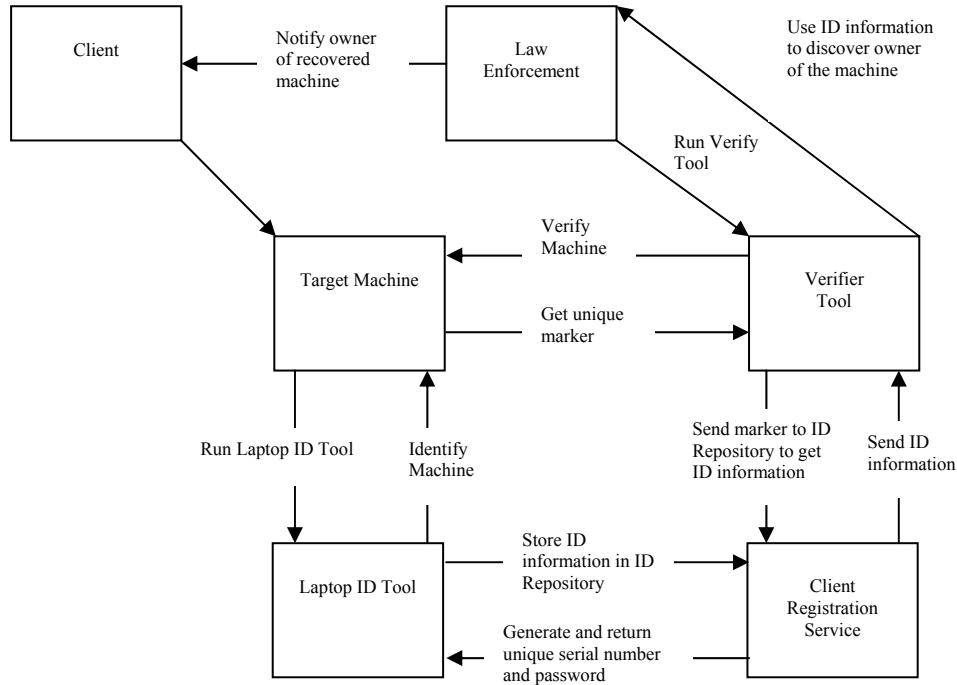 Client
Notify owner
of recovered
machine
Law
Enforcement
Use ID information
to discover owner
of the machine
Run Verify
Tool
Target Machine
Verify
Machine
Get unique
marker
Verifier
Tool
Run Laptop ID Tool
Identify
Machine
Send marker to ID
Repository to get
ID information
Send ID
information
Laptop ID Tool
Store ID
information in ID
Repository
Generate and return
unique serial number
and password
Client
Registration
Service